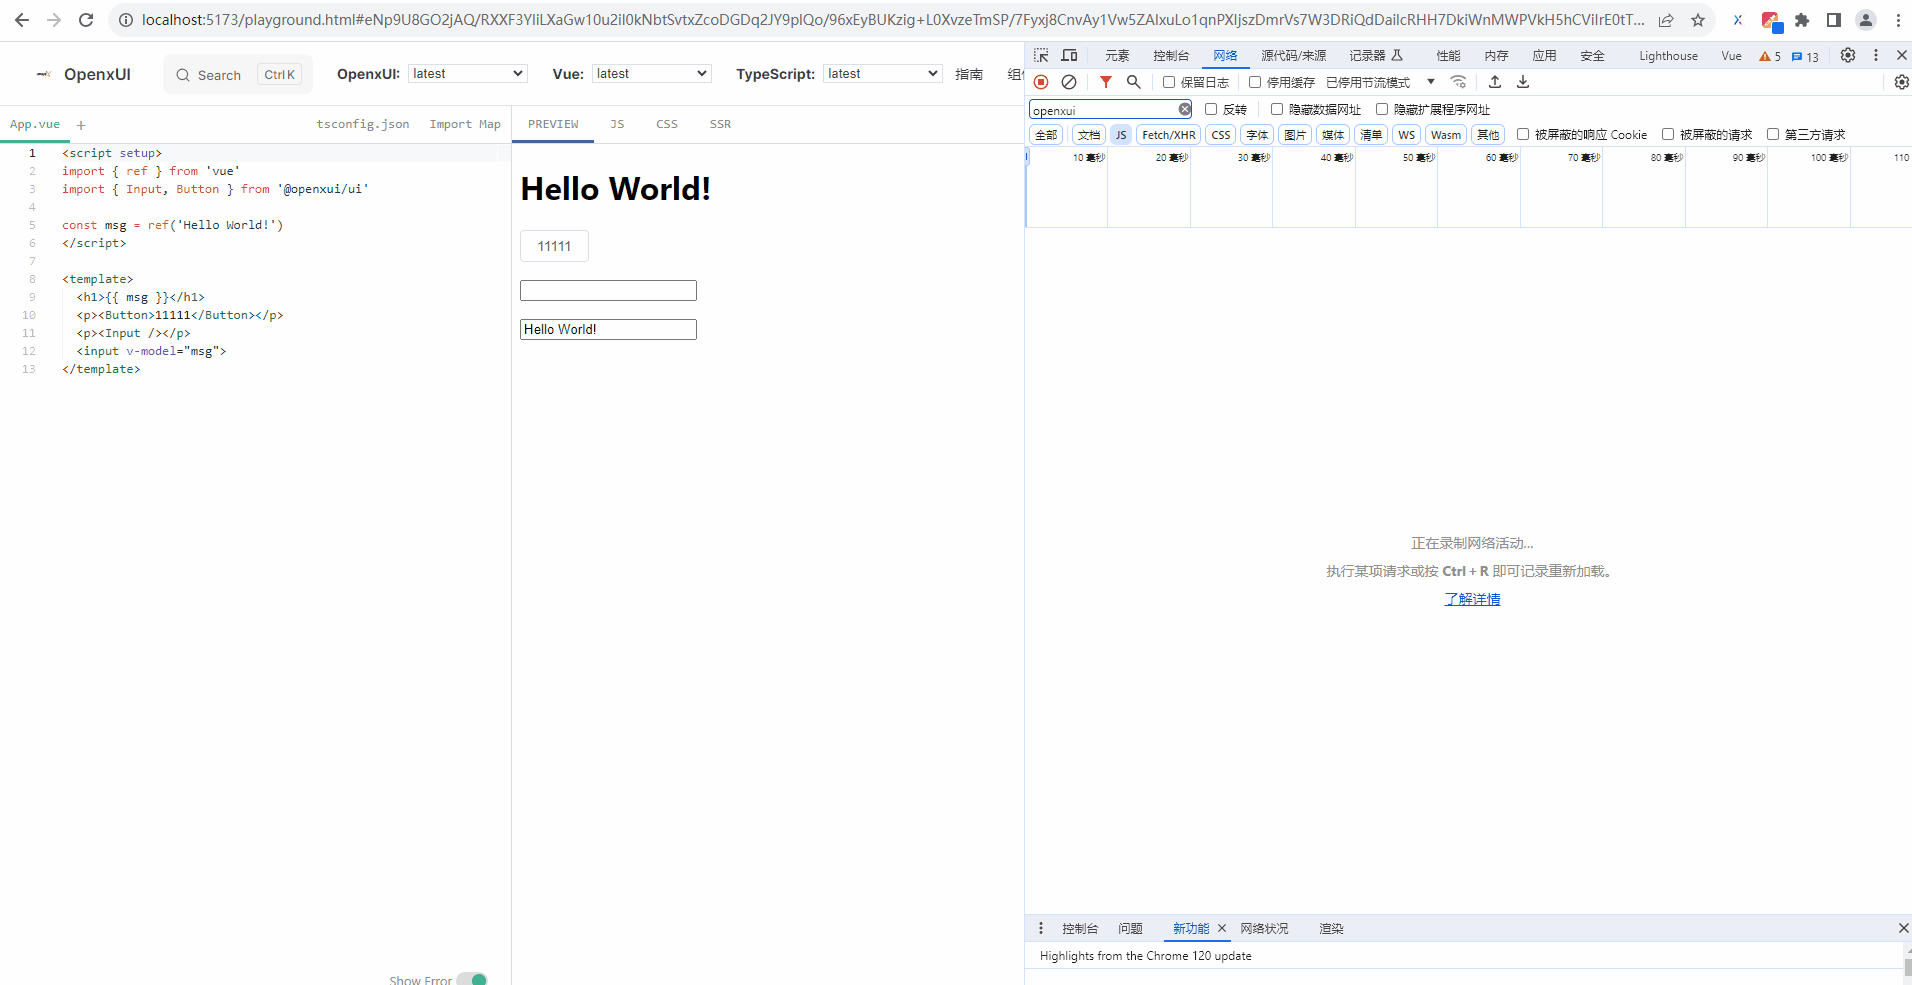 localhost:5173/playground.html#eNp9U8GO2jAQ/RXXF3YliLXaGw10u2il0kNbtSvtxZcoDGDq2JY9plQo/96xEyBUKzig+L0XvzeTmSP/7Fyxj8CnvAy1Vw5ZAIxuLo1qnPXIjszDmrVs7W3DRiQdDailcRHH7DkiWnMWPVkH5hCViIrE0tT...
OpenxUI
Search
Ctrl K
OpenxUI:
latest
Vue:
latest
TypeScript:
latest
指南
App.vue
+
tsconfig.json
Import Map
PREVIEW
JS
CSS
SSR
1 <script setup>
2 import { ref } from 'vue'
3 import { Input, Button } from '@openxui/ui'
4
5 const msg = ref('Hello World!')
6 </script>
7
8 <template>
9 <h1>{{ msg }}</h1>
10 <p><Button>11111</Button></p>
11 <p><Input /></p>
12 <input v-model="msg">
13 </template>
Show Error
Hello World!
11111
Hello World!
元素
控制台
网络
源代码/来源
记录器
性能
内存
应用
安全
Lighthouse
Vue
5
13
保留日志
停用缓存
已停用节流模式
openxui
反转
隐藏数据网址
隐藏扩展程序网址
全部
文档
JS
Fetch/XHR
CSS
字体
图片
媒体
清单
WS
Wasm
其他
被屏蔽的响应 Cookie
被屏蔽的请求
第三方请求
10 毫秒
20 毫秒
30 毫秒
40 毫秒
50 毫秒
60 毫秒
70 毫秒
80 毫秒
90 毫秒
100 毫秒
110
正在录制网络活动...
执行某项请求或按 Ctrl + R 即可记录重新加载。
了解详情
控制台
问题
新功能
网络状况
渲染
Highlights from the Chrome 120 update